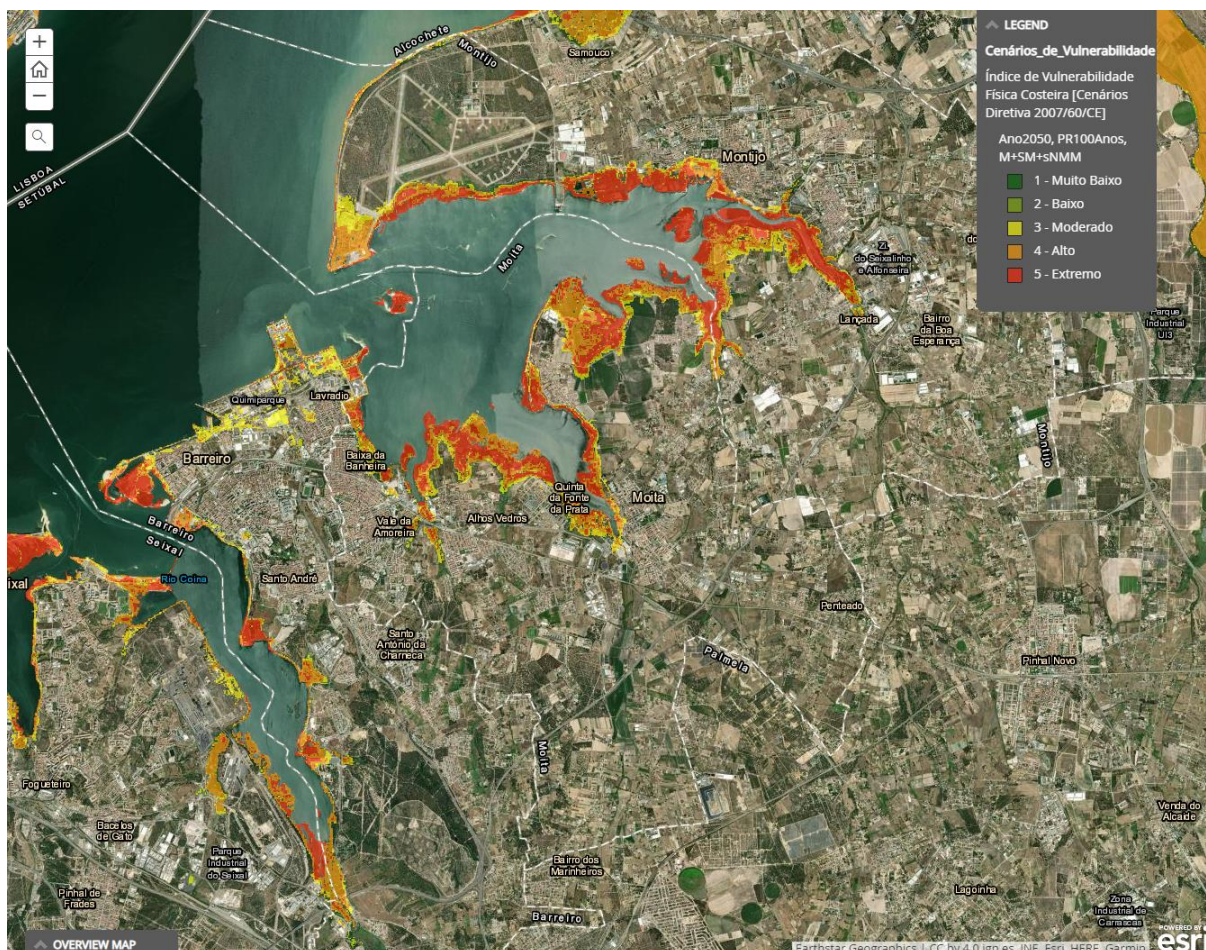 LEGEND
Cenários_de_Vulnerabilidade
Índice de Vulnerabilidade
Física Costeira [Cenários
Diretiva 2007/60/CE]
Ano2050, PR100Anos,
M+SM+sNMM
1 - Muito Baixo
2 - Baixo
3 - Moderado
4 - Alto
5 - Extremo
Alcochete
Montijo
Samouco
LISBOA
SETÚBAL
Montijo
Moita
ZI.
do Seixalinho
e Afonseira
do
Lançada
Bairro
da Boa
Esperança
Parque
Industrial
UI3
Quimiparque
Lavradio
Barreiro
Baixa da
Banheira
Montijo
Quinta
da Fonte
da Prata
Moita
Vale da
Amoreira
Alhos Vedros
Barreiro
Seixal
ixal
Rio Coina
Santo André
Santo
António da
Charneca
Penteado
Palmela
Pinhal Novo
Moita
Fogueteiro
Bacelos
de Gato
Parque
Industrial
do Seixal
Venda do
Alcaide
Bairro dos
Marinheiros
Pinhal de
Frades
Lagoinha
Barreiro
Zona
Industrial de
Carrascas
OVERVIEW MAP
Earthstar Geographics | CC by 4.0 ign.es, INE, Esri, HERE, Garmin
POWERED BY
esri